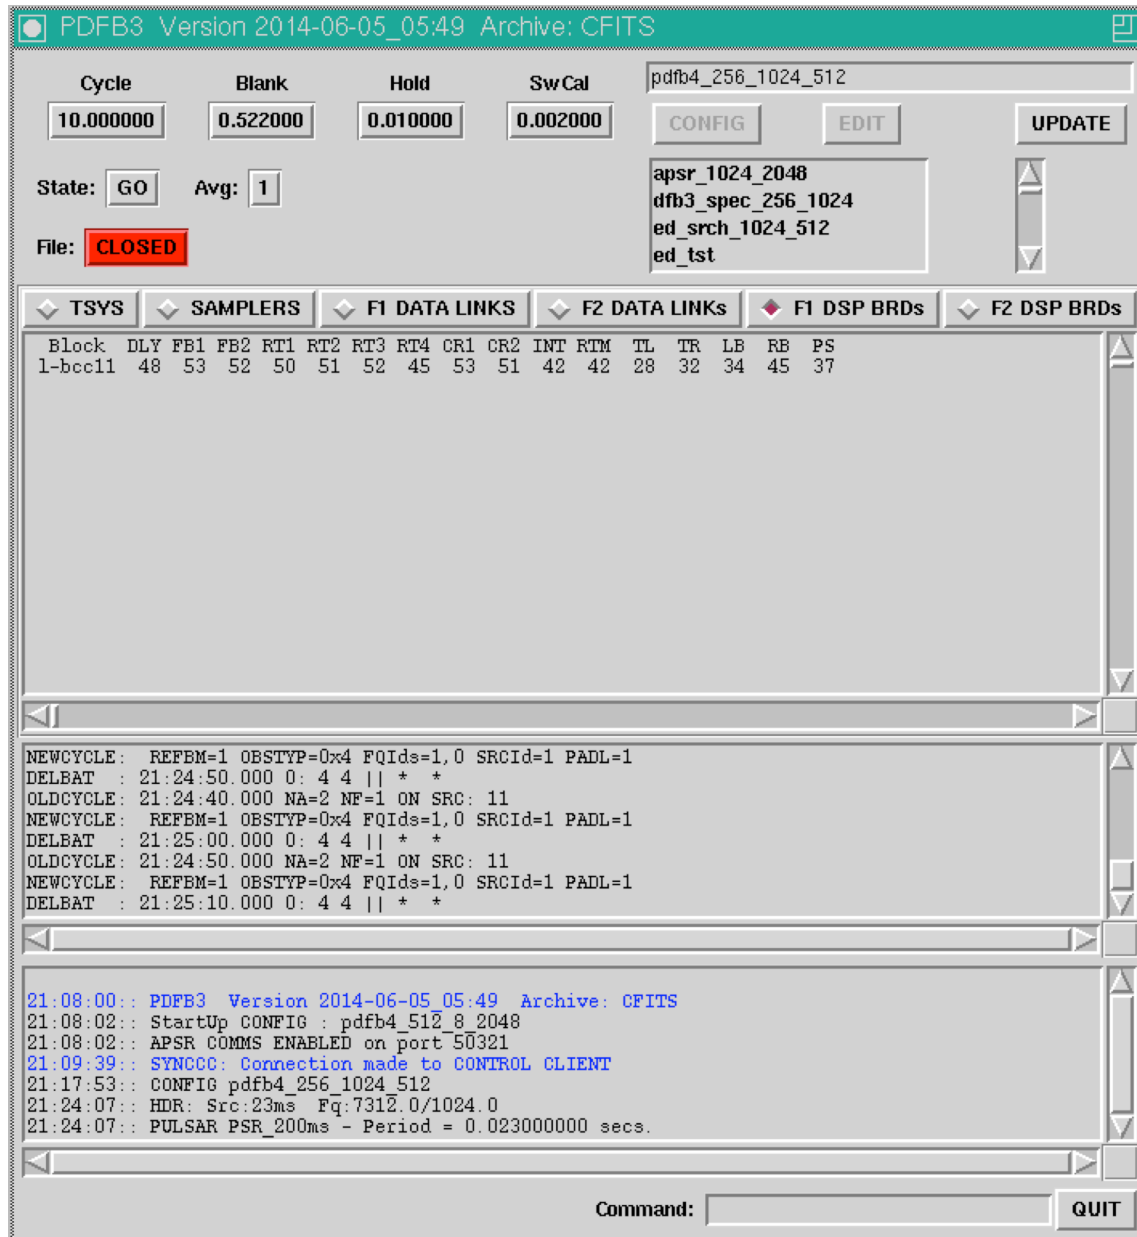 PDFB3 Version 2014-06-05_05:49 Archive: CFITS
Cycle Blank Hold SwCal pdfb4_256_1024_512
10.000000 0.522000 0.010000 0.002000 CONFIG EDIT UPDATE
State: GO Avg: 1
File: CLOSED
apsr_1024_2048
dfb3_spec_256_1024
ed_srch_1024_512
ed_tst
TSYS SAMPLERS F1 DATA LINKS F2 DATA LINKs F1 DSP BRDs F2 DSP BRDs
Block DLY FB1 FB2 RT1 RT2 RT3 RT4 CR1 CR2 INT RTM TL TR LB RB PS
l-bcc11 48 53 52 50 51 52 45 53 51 42 42 28 32 34 45 37
NEWCYCLE: REFBM=1 OBSTYP=0x4 FQIds=1,0 SRCId=1 PADL=1
DELBAT : 21:24:50.000 0: 4 4 || * *
OLDCYCLE: 21:24:40.000 NA=2 NF=1 ON SRC: 11
NEWCYCLE: REFBM=1 OBSTYP=0x4 FQIds=1,0 SRCId=1 PADL=1
DELBAT : 21:25:00.000 0: 4 4 || * *
OLDCYCLE: 21:24:50.000 NA=2 NF=1 ON SRC: 11
NEWCYCLE: REFBM=1 OBSTYP=0x4 FQIds=1,0 SRCId=1 PADL=1
DELBAT : 21:25:10.000 0: 4 4 || * *
21:08:00:: PDFB3 Version 2014-06-05_05:49 Archive: CFITS
21:08:02:: StartUp CONFIG : pdfb4_512_8_2048
21:08:02:: APSR COMMS ENABLED on port 50321
21:09:39:: SYNCCC: Connection made to CONTROL CLIENT
21:17:53:: CONFIG pdfb4_256_1024_512
21:24:07:: HDR: Src:23ms Fq:7312.0/1024.0
21:24:07:: PULSAR PSR_200ms - Period = 0.023000000 secs.
Command: QUIT